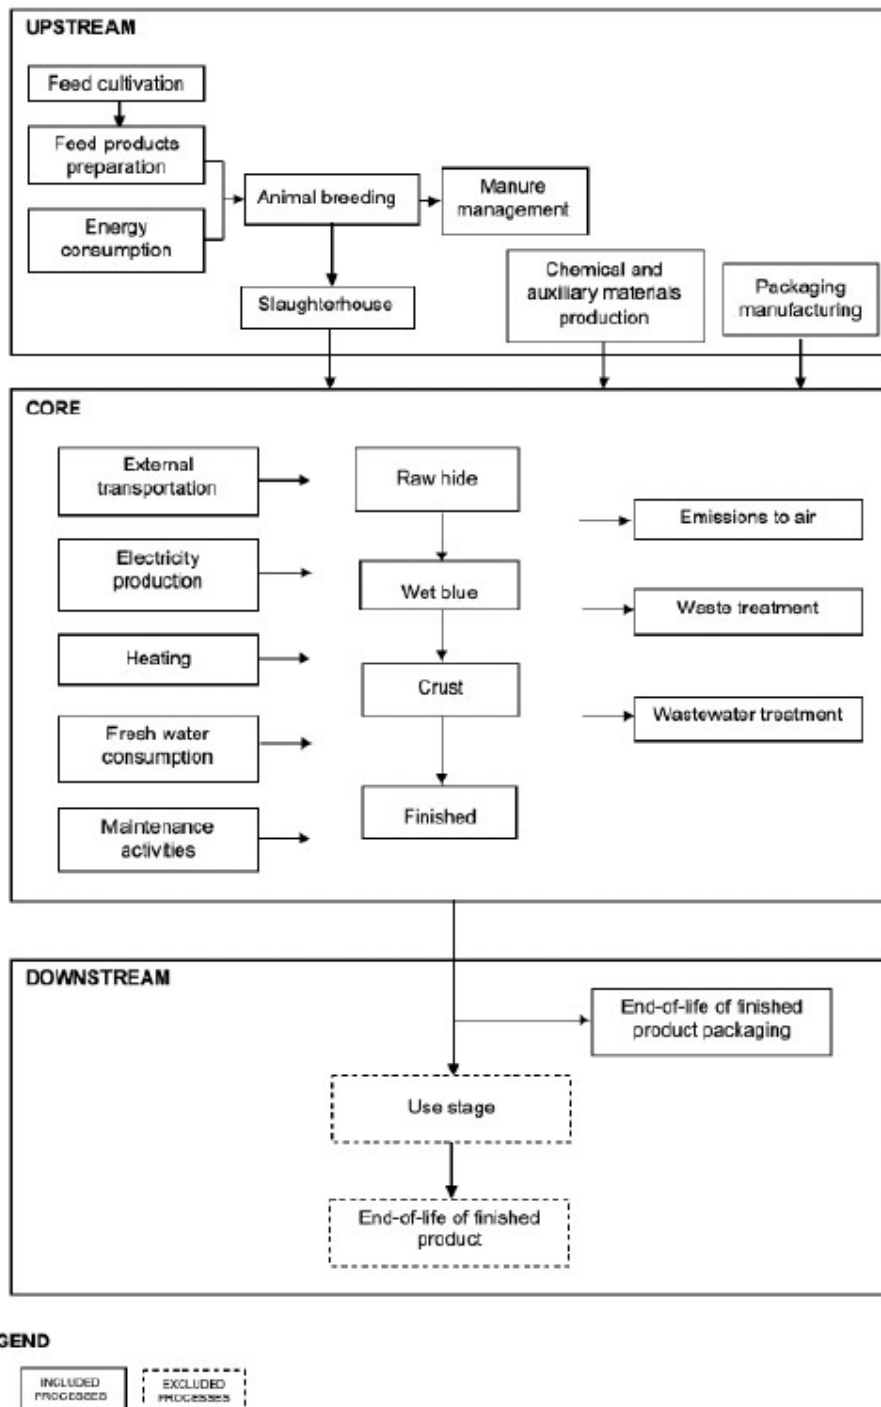 UPSTREAM
Feed cultivation
Feed products
preparation
Energy
consumption
Animal breeding
Manure
management
Slaughterhouse
Chemical and
auxiliary materials
production
Packaging
manufacturing
CORE
External
transportation
Electricity
production
Heating
Fresh water
consumption
Maintenance
activities
Raw hide
Wet blue
Crust
Finished
Emissions to air
Waste treatment
Wastewater treatment
DOWNSTREAM
End-of-life of finished
product packaging
Use stage
End-of-life of finished
product
GEND
INCLUDED
PROCESSES
EXCLUDED
PROCESSES